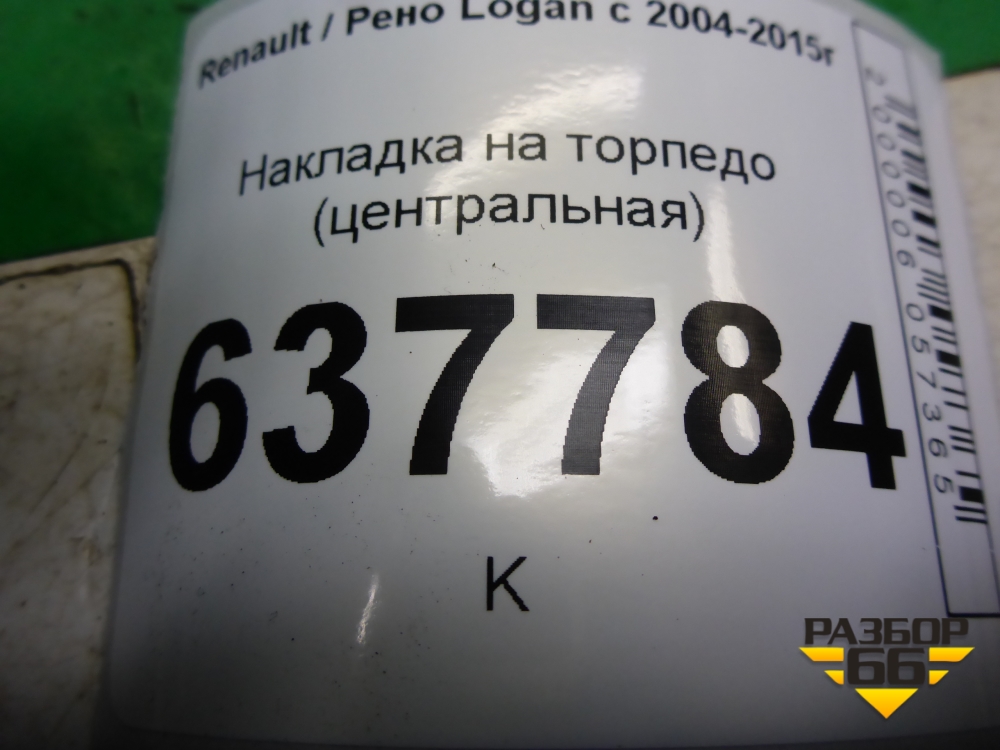 Renault / Рено Logan с 2004-2015г
Накладка на торпедо
(центральная)
637784
К
2000006057365
РАЗБОР
66